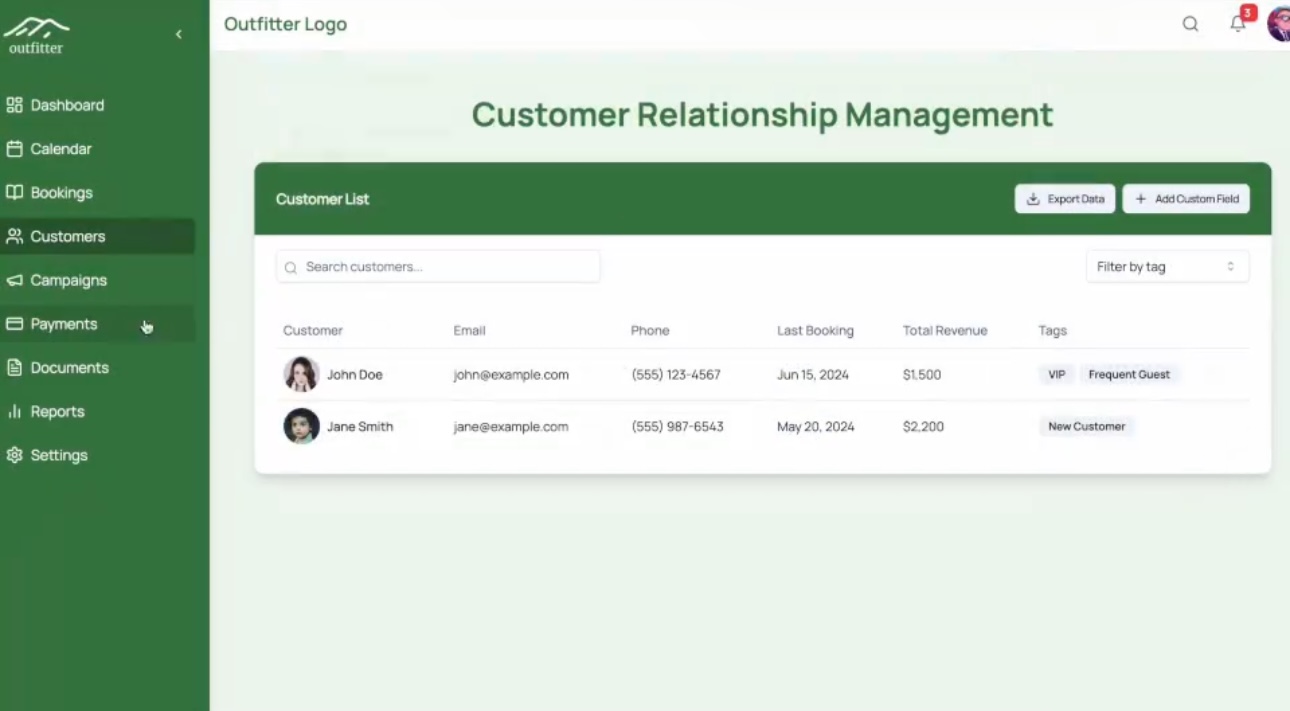 outfitter
Outfitter Logo
3
Dashboard
Calendar
Bookings
Customers
Campaigns
Payments
Documents
Reports
Settings
Customer Relationship Management
Customer List
Export Data
Add Custom Field
Search customers...
Filter by tag
Customer Email Phone Last Booking Total Revenue Tags
John Doe john@example.com (555) 123-4567 Jun 15, 2024 $1,500 VIP Frequent Guest
Jane Smith jane@example.com (555) 987-6543 May 20, 2024 $2,200 New Customer